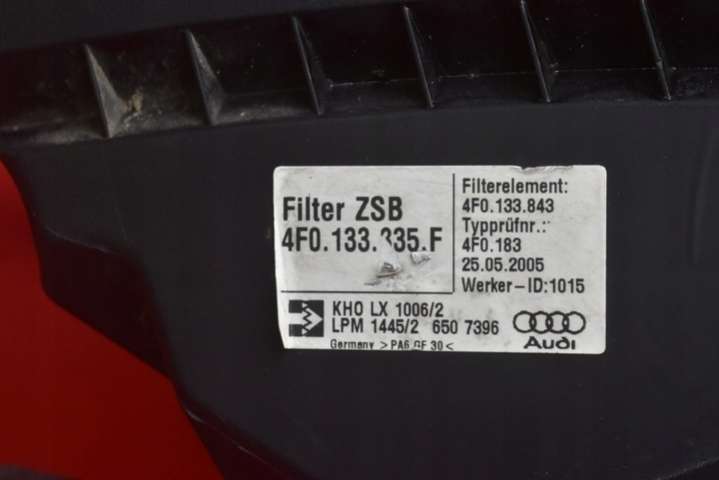 Filter ZSB
4F0.133.835.F
Filterelement:
4F0.133.843
Typprüfnr.:
4F0.183
25.05.2005
Werker-ID:1015
KHO LX 1006/2
LPM 1445/2 650 7396
Germany >PA6 GF 30<
Audi